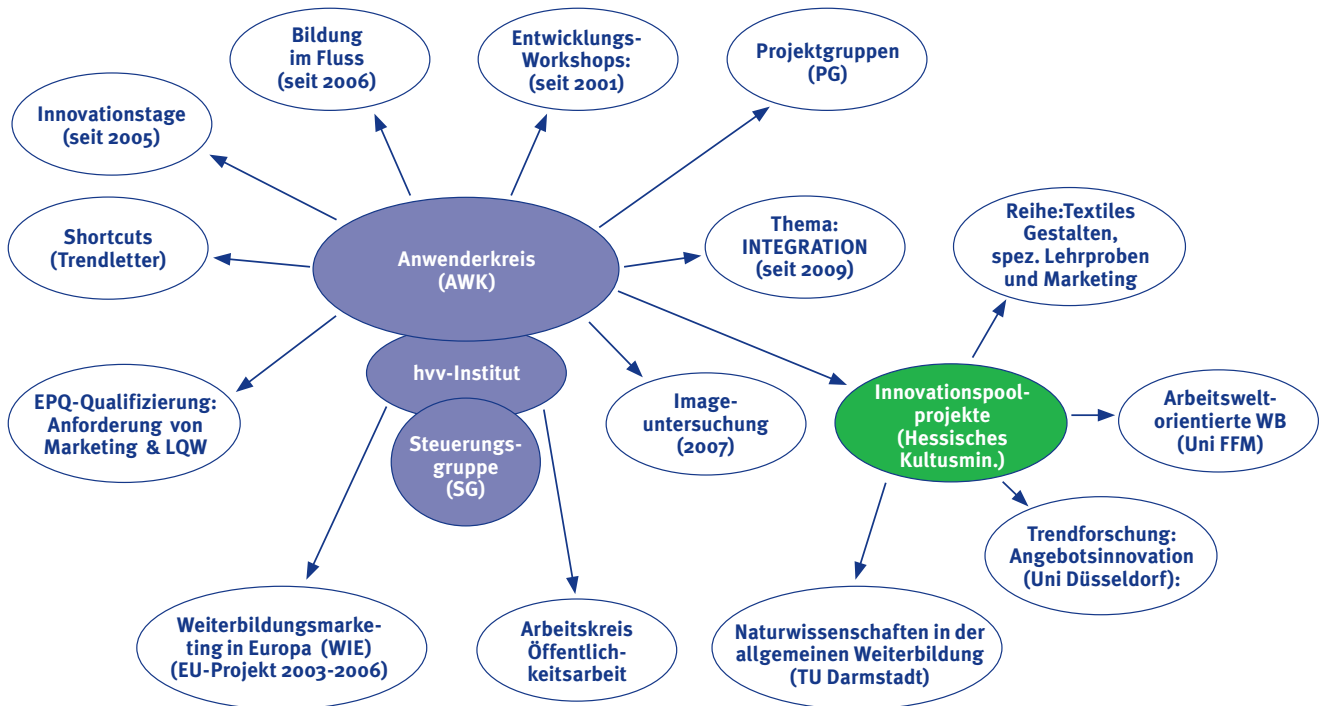 Bildung
im Fluss
(seit 2006)
Entwicklungs-
Workshops:
(seit 2001)
Projektgruppen
(PG)
Innovationstage
(seit 2005)
Shortcuts
(Trendletter)
Anwenderkreis
(AWK)
Thema:
INTEGRATION
(seit 2009)
Reihe:Textiles
Gestalten,
spez. Lehrproben
und Marketing
hvv-Institut
EPQ-Qualifizierung:
Anforderung von
Marketing & LQW
Steuerungs-
gruppe
(SG)
Image-
untersuchung
(2007)
Innovationspool-
projekte
(Hessisches
Kultusmin.)
Arbeitswelt-
orientierte WB
(Uni FFM)
Trendforschung:
Angebotsinnovation
(Uni Düsseldorf):
Weiterbildungsmarke-
ting in Europa (WIE)
(EU-Projekt 2003-2006)
Arbeitskreis
Öffentlich-
keitsarbeit
Naturwissenschaften in der
allgemeinen Weiterbildung
(TU Darmstadt)